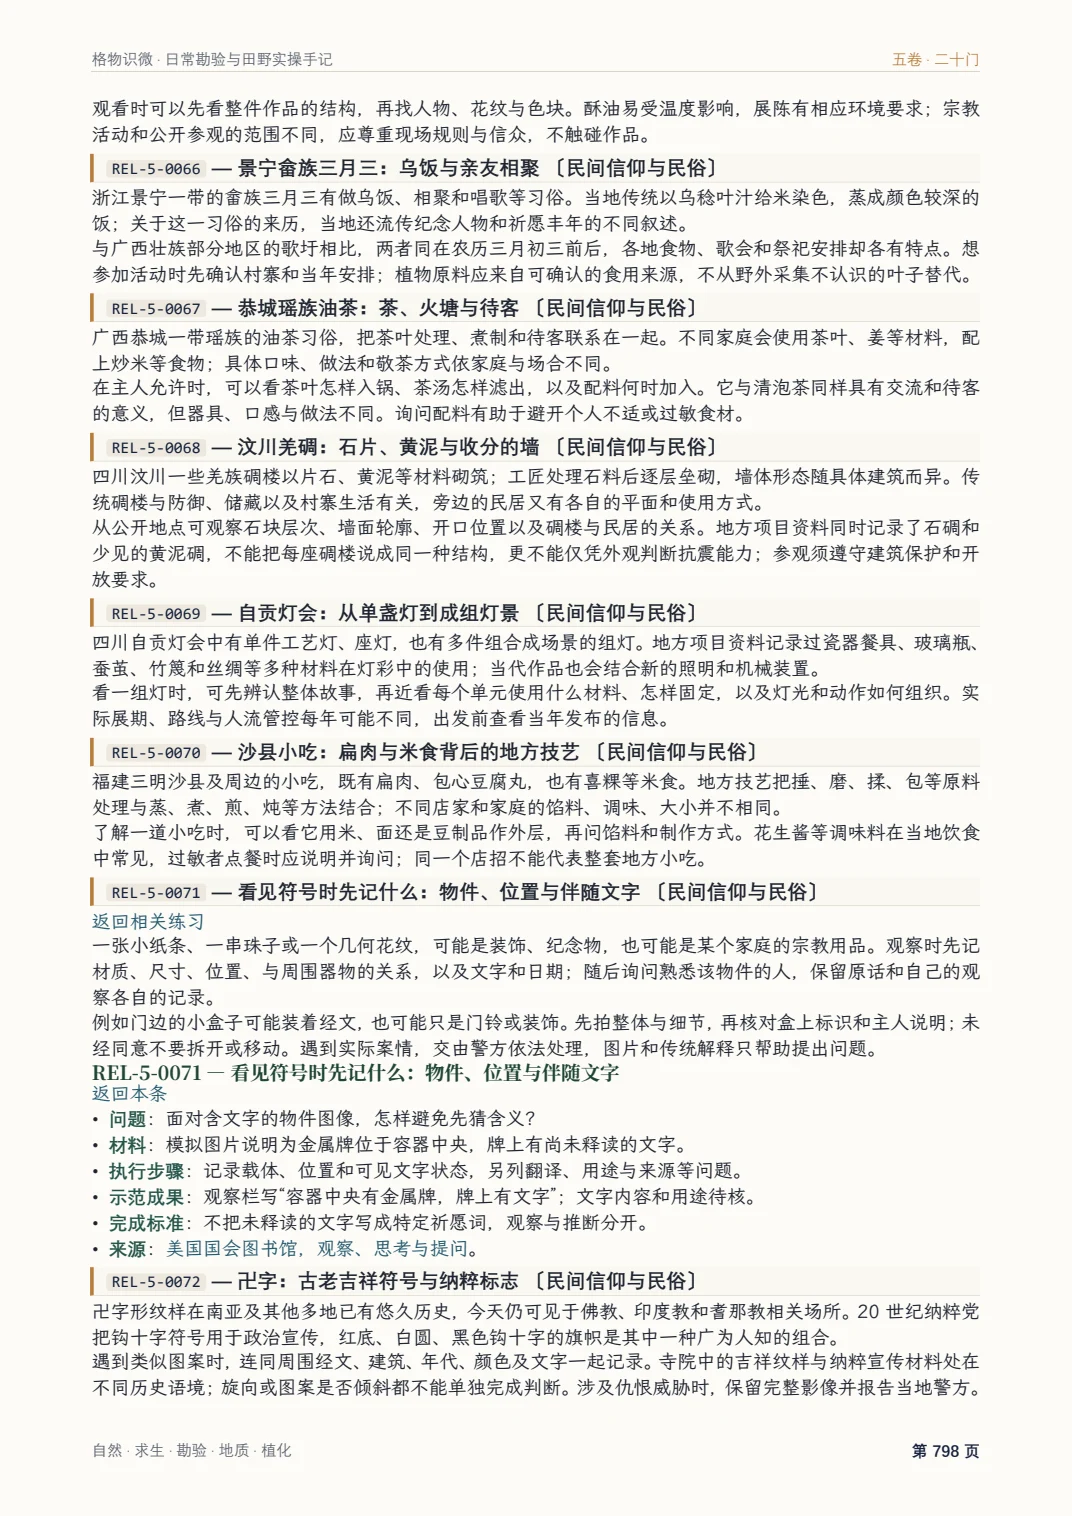 格物识微 · 日常勘验与田野实操手记
五卷 · 二十门
观看时可以先看整件作品的结构，再找人物、花纹与色块。酥油易受温度影响，展陈有相应环境要求；宗教
活动和公开参观的范围不同，应尊重现场规则与信众，不触碰作品。
REL-5-0066 — 景宁畲族三月三：乌饭与亲友相聚 〔民间信仰与民俗〕
浙江景宁一带的畲族三月三有做乌饭、相聚和唱歌等习俗。当地传统以乌稔叶汁给米染色，蒸成颜色较深的
饭；关于这一习俗的来历，当地还流传纪念人物和祈愿丰年的不同叙述。
与广西壮族部分地区的歌圩相比，两者同在农历三月初三前后，各地食物、歌会和祭祀安排却各有特点。想
参加活动时先确认村寨和当年安排；植物原料应来自可确认的食用来源，不从野外采集不认识的叶子替代。
REL-5-0067 — 恭城瑶族油茶：茶、火塘与待客 〔民间信仰与民俗〕
广西恭城一带瑶族的油茶习俗，把茶叶处理、煮制和待客联系在一起。不同家庭会使用茶叶、姜等材料，配
上炒米等食物；具体口味、做法和敬茶方式依家庭与场合不同。
在主人允许时，可以看茶叶怎样入锅、茶汤怎样滤出，以及配料何时加入。它与清泡茶同样具有交流和待客
的意义，但器具、口感与做法不同。询问配料有助于避开个人不适或过敏食材。
REL-5-0068 — 汶川羌碉：石片、黄泥与收分的墙 〔民间信仰与民俗〕
四川汶川一些羌族碉楼以片石、黄泥等材料砌筑；工匠处理石料后逐层垒砌，墙体形态随具体建筑而异。传
统碉楼与防御、储藏以及村寨生活有关，旁边的民居又有各自的平面和使用方式。
从公开地点可观察石块层次、墙面轮廓、开口位置以及碉楼与民居的关系。地方项目资料同时记录了石碉和
少见的黄泥碉，不能把每座碉楼说成同一种结构，更不能仅凭外观判断抗震能力；参观须遵守建筑保护和开
放要求。
REL-5-0069 — 自贡灯会：从单盏灯到成组灯景 〔民间信仰与民俗〕
四川自贡灯会中有单件工艺灯、座灯，也有多件组合成场景的组灯。地方项目资料记录过瓷器餐具、玻璃瓶、
蚕茧、竹篾和丝绸等多种材料在灯彩中的使用；当代作品也会结合新的照明和机械装置。
看一组灯时，可先辨认整体故事，再近看每个单元使用什么材料、怎样固定，以及灯光和动作如何组织。实
际展期、路线与人流管控每年可能不同，出发前查看当年发布的信息。
REL-5-0070 — 沙县小吃：扁肉与米食背后的地方技艺 〔民间信仰与民俗〕
福建三明沙县及周边的小吃，既有扁肉、包心豆腐丸，也有喜粿等米食。地方技艺把捶、磨、揉、包等原料
处理与蒸、煮、煎、炖等方法结合；不同店家和家庭的馅料、调味、大小并不相同。
了解一道小吃时，可以看它用米、面还是豆制品作外层，再问馅料和制作方式。花生酱等调味料在当地饮食
中常见，过敏者点餐时应说明并询问；同一个店招不能代表整套地方小吃。
REL-5-0071 — 看见符号时先记什么：物件、位置与伴随文字 〔民间信仰与民俗〕
返回相关练习
一张小纸条、一串珠子或一个几何花纹，可能是装饰、纪念物，也可能是某个家庭的宗教用品。观察时先记
材质、尺寸、位置、与周围器物的关系，以及文字和日期；随后询问熟悉该物件的人，保留原话和自己的观
察各自的记录。
例如门边的小盒子可能装着经文，也可能只是门铃或装饰。先拍整体与细节，再核对盒上标识和主人说明；未
经同意不要拆开或移动。遇到实际案情，交由警方依法处理，图片和传统解释只帮助提出问题。
REL-5-0071 — 看见符号时先记什么：物件、位置与伴随文字
返回本条
• 问题：面对含文字的物件图像，怎样避免先猜含义？
• 材料：模拟图片说明为金属牌位于容器中央，牌上有尚未释读的文字。
• 执行步骤：记录载体、位置和可见文字状态，另列翻译、用途与来源等问题。
• 示范成果：观察栏写“容器中央有金属牌，牌上有文字”；文字内容和用途待核。
• 完成标准：不把未释读的文字写成特定祈愿词，观察与推断分开。
• 来源：美国国会图书馆，观察、思考与提问。
REL-5-0072 — 卍字：古老吉祥符号与纳粹标志 〔民间信仰与民俗〕
卍字形纹样在南亚及其他多地已有悠久历史，今天仍可见于佛教、印度教和耆那教相关场所。20 世纪纳粹党
把钩十字符号用于政治宣传，红底、白圆、黑色钩十字的旗帜是其中一种广为人知的组合。
遇到类似图案时，连同周围经文、建筑、年代、颜色及文字一起记录。寺院中的吉祥纹样与纳粹宣传材料处在
不同历史语境；旋向或图案是否倾斜都不能单独完成判断。涉及仇恨威胁时，保留完整影像并报告当地警方。
自然 · 求生 · 勘验 · 地质 · 植化
第 798 页